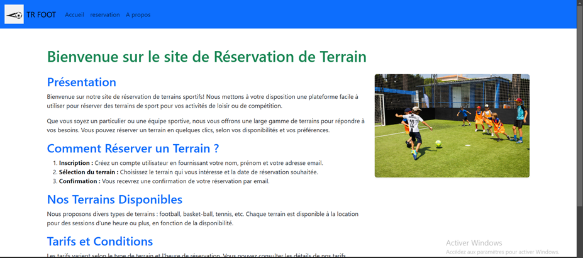 TR FOOT Accueil reservation A propos
Bienvenue sur le site de Réservation de Terrain
Présentation
Bienvenue sur notre site de réservation de terrains sportifs! Nous mettons à votre disposition une plateforme facile à
utiliser pour réserver des terrains de sport pour vos activités de loisir ou de compétition.
Que vous soyez un particulier ou une équipe sportive, nous vous offrons une large gamme de terrains pour répondre à
vos besoins. Vous pouvez réserver un terrain en quelques clics, selon vos disponibilités et vos préférences.
Comment Réserver un Terrain ?
1. Inscription : Créez un compte utilisateur en fournissant votre nom, prénom et votre adresse email.
2. Sélection du terrain : Choisissez le terrain qui vous intéresse et la date de réservation souhaitée.
3. Confirmation : Vous recevrez une confirmation de votre réservation par email.
Nos Terrains Disponibles
Nous proposons divers types de terrains : football, basket-ball, tennis, etc. Chaque terrain est disponible à la location
pour des sessions d'une heure ou plus, en fonction de la disponibilité.
Tarifs et Conditions
Les tarifs varient selon le type de terrain et l'heure de réservation. Vous pouvez consulter les détails de nos tarifs
Activer Windows
Accédez aux paramètres pour activer Windows